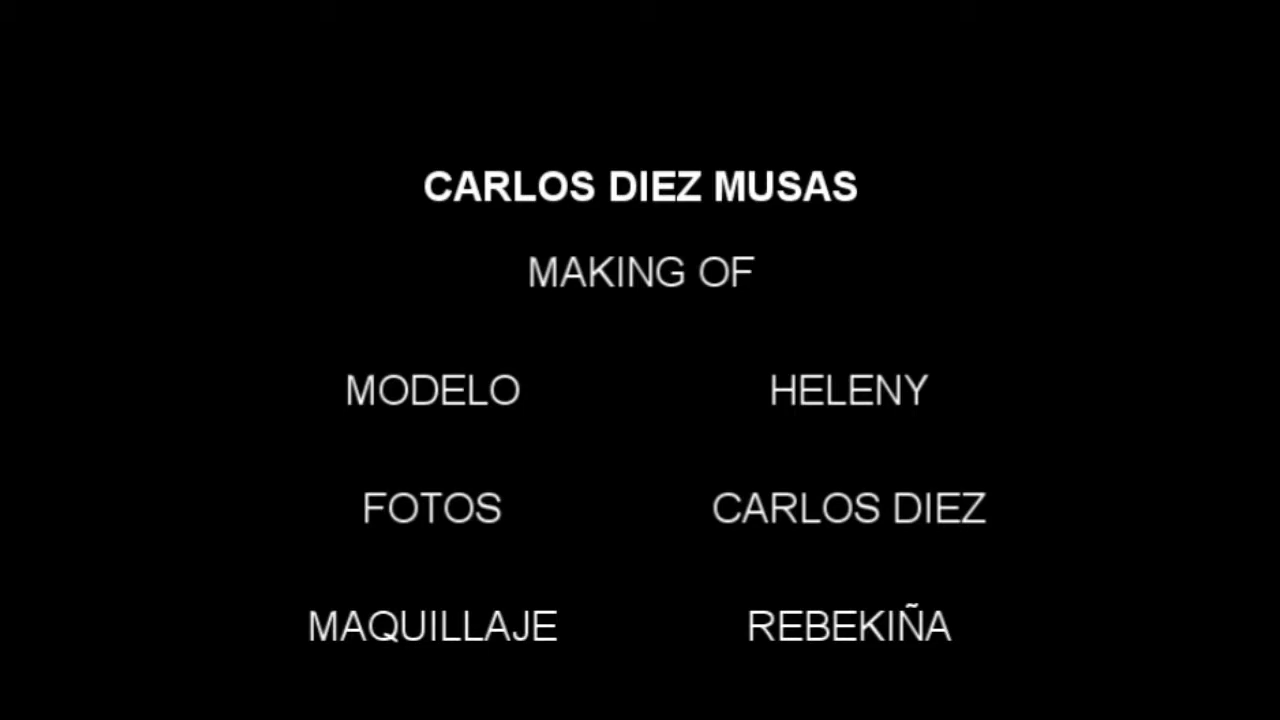 CARLOS DIEZ MUSAS
MAKING OF
MODELO HELENY
FOTOS CARLOS DIEZ
MAQUILLAJE REBEKIÑA